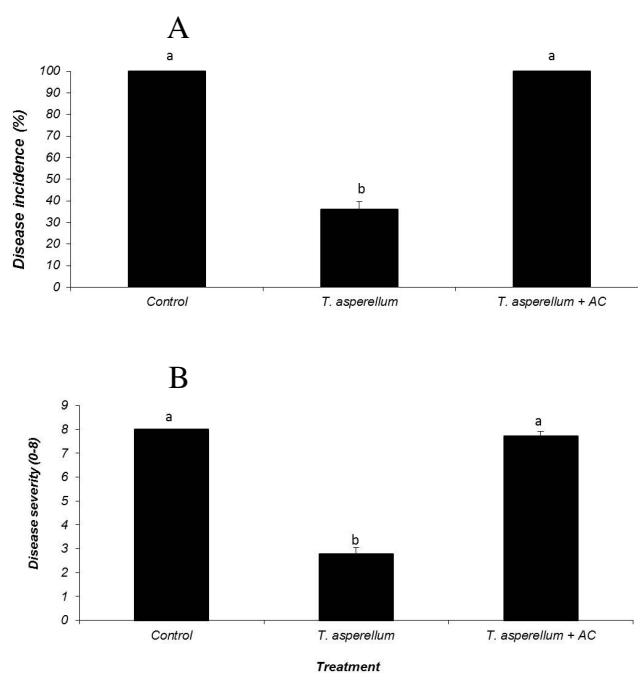 A
a a
100
90
80
70
60
50
40
30
20
10
0
b
Disease incidence (%)
Control T. asperellum T. asperellum + AC
B
a a
9
8
7
6
5
4
3
2
1
0
b
Disease severity (0-8)
Control T. asperellum T. asperellum + AC
Treatment